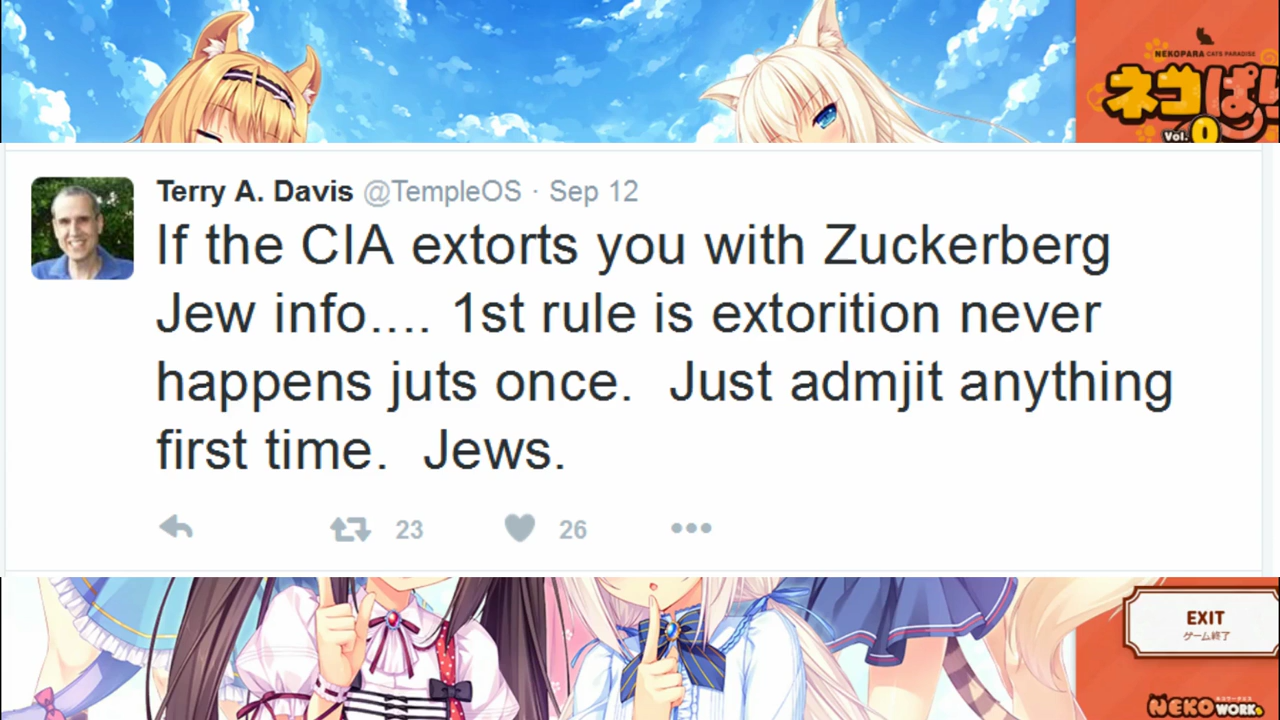 NEKOPARA CATS PARADISE
ネコぱら
Vol. 0
Terry A. Davis @TempleOS · Sep 12
If the CIA extorts you with Zuckerberg
Jew info.... 1st rule is extorition never
happens juts once.  Just admjit anything
first time.  Jews.
23 26
EXIT
ゲーム終了
NEKO WORKs